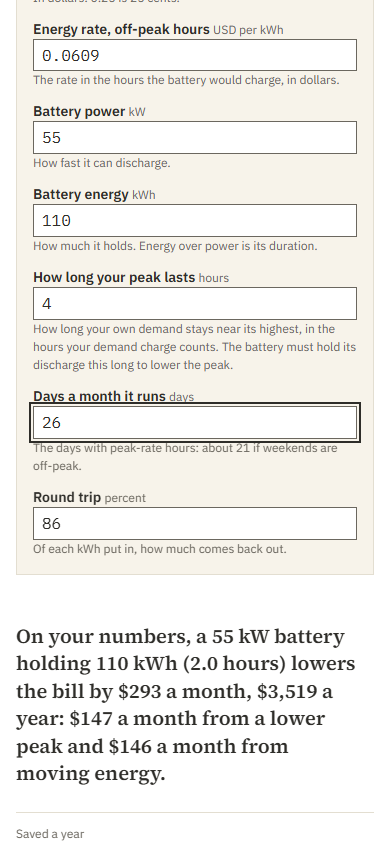 Energy rate, off-peak hours USD per kWh
0.0609
The rate in the hours the battery would charge, in dollars.
Battery power kW
55
How fast it can discharge.
Battery energy kWh
110
How much it holds. Energy over power is its duration.
How long your peak lasts hours
4
How long your own demand stays near its highest, in the
hours your demand charge counts. The battery must hold its
discharge this long to lower the peak.
Days a month it runs days
26
The days with peak-rate hours: about 21 if weekends are
off-peak.
Round trip percent
86
Of each kWh put in, how much comes back out.
On your numbers, a 55 kW battery
holding 110 kWh (2.0 hours) lowers
the bill by $293 a month, $3,519 a
year: $147 a month from a lower
peak and $146 a month from
moving energy.
Saved a year